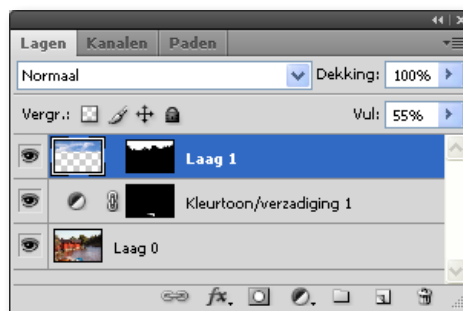 Lagen Kanalen Paden
Normaal Dekking: 100%
Vergr.: Vul: 55%
Laag 1
Kleurtoon/verzadiging 1
Laag 0
fx.